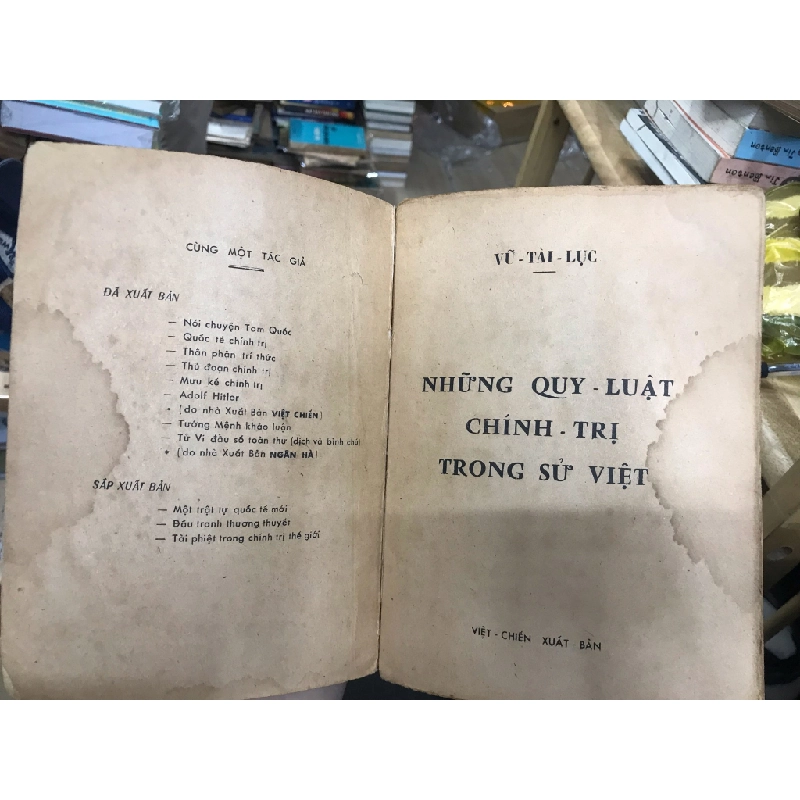 CÙNG MỘT TÁC GIẢ
ĐÃ XUẤT BẢN
— Nói chuyện Tam Quốc
— Quốc tế chính trị
— Thân phận trí thức
— Thủ đoạn chính trị
— Mưu kế chính trị
— Adolf Hitler
+ (do nhà Xuất Bản VIỆT CHIẾN)
— Tướng Mệnh khảo luận
— Tử Vi đẩu số toàn thư (dịch và bình chú)
+ (do nhà Xuất Bản NGÂN HÀ)
SẮP XUẤT BẢN
— Một trật tự quốc tế mới
— Đấu tranh thương thuyết
— Tài phiệt trong chính trị thế giới
VŨ - TÀI - LỤC
NHỮNG QUY - LUẬT
CHÍNH - TRỊ
TRONG SỬ VIỆT
VIỆT - CHIẾN XUẤT BẢN
Jin Benton
Jin Benton